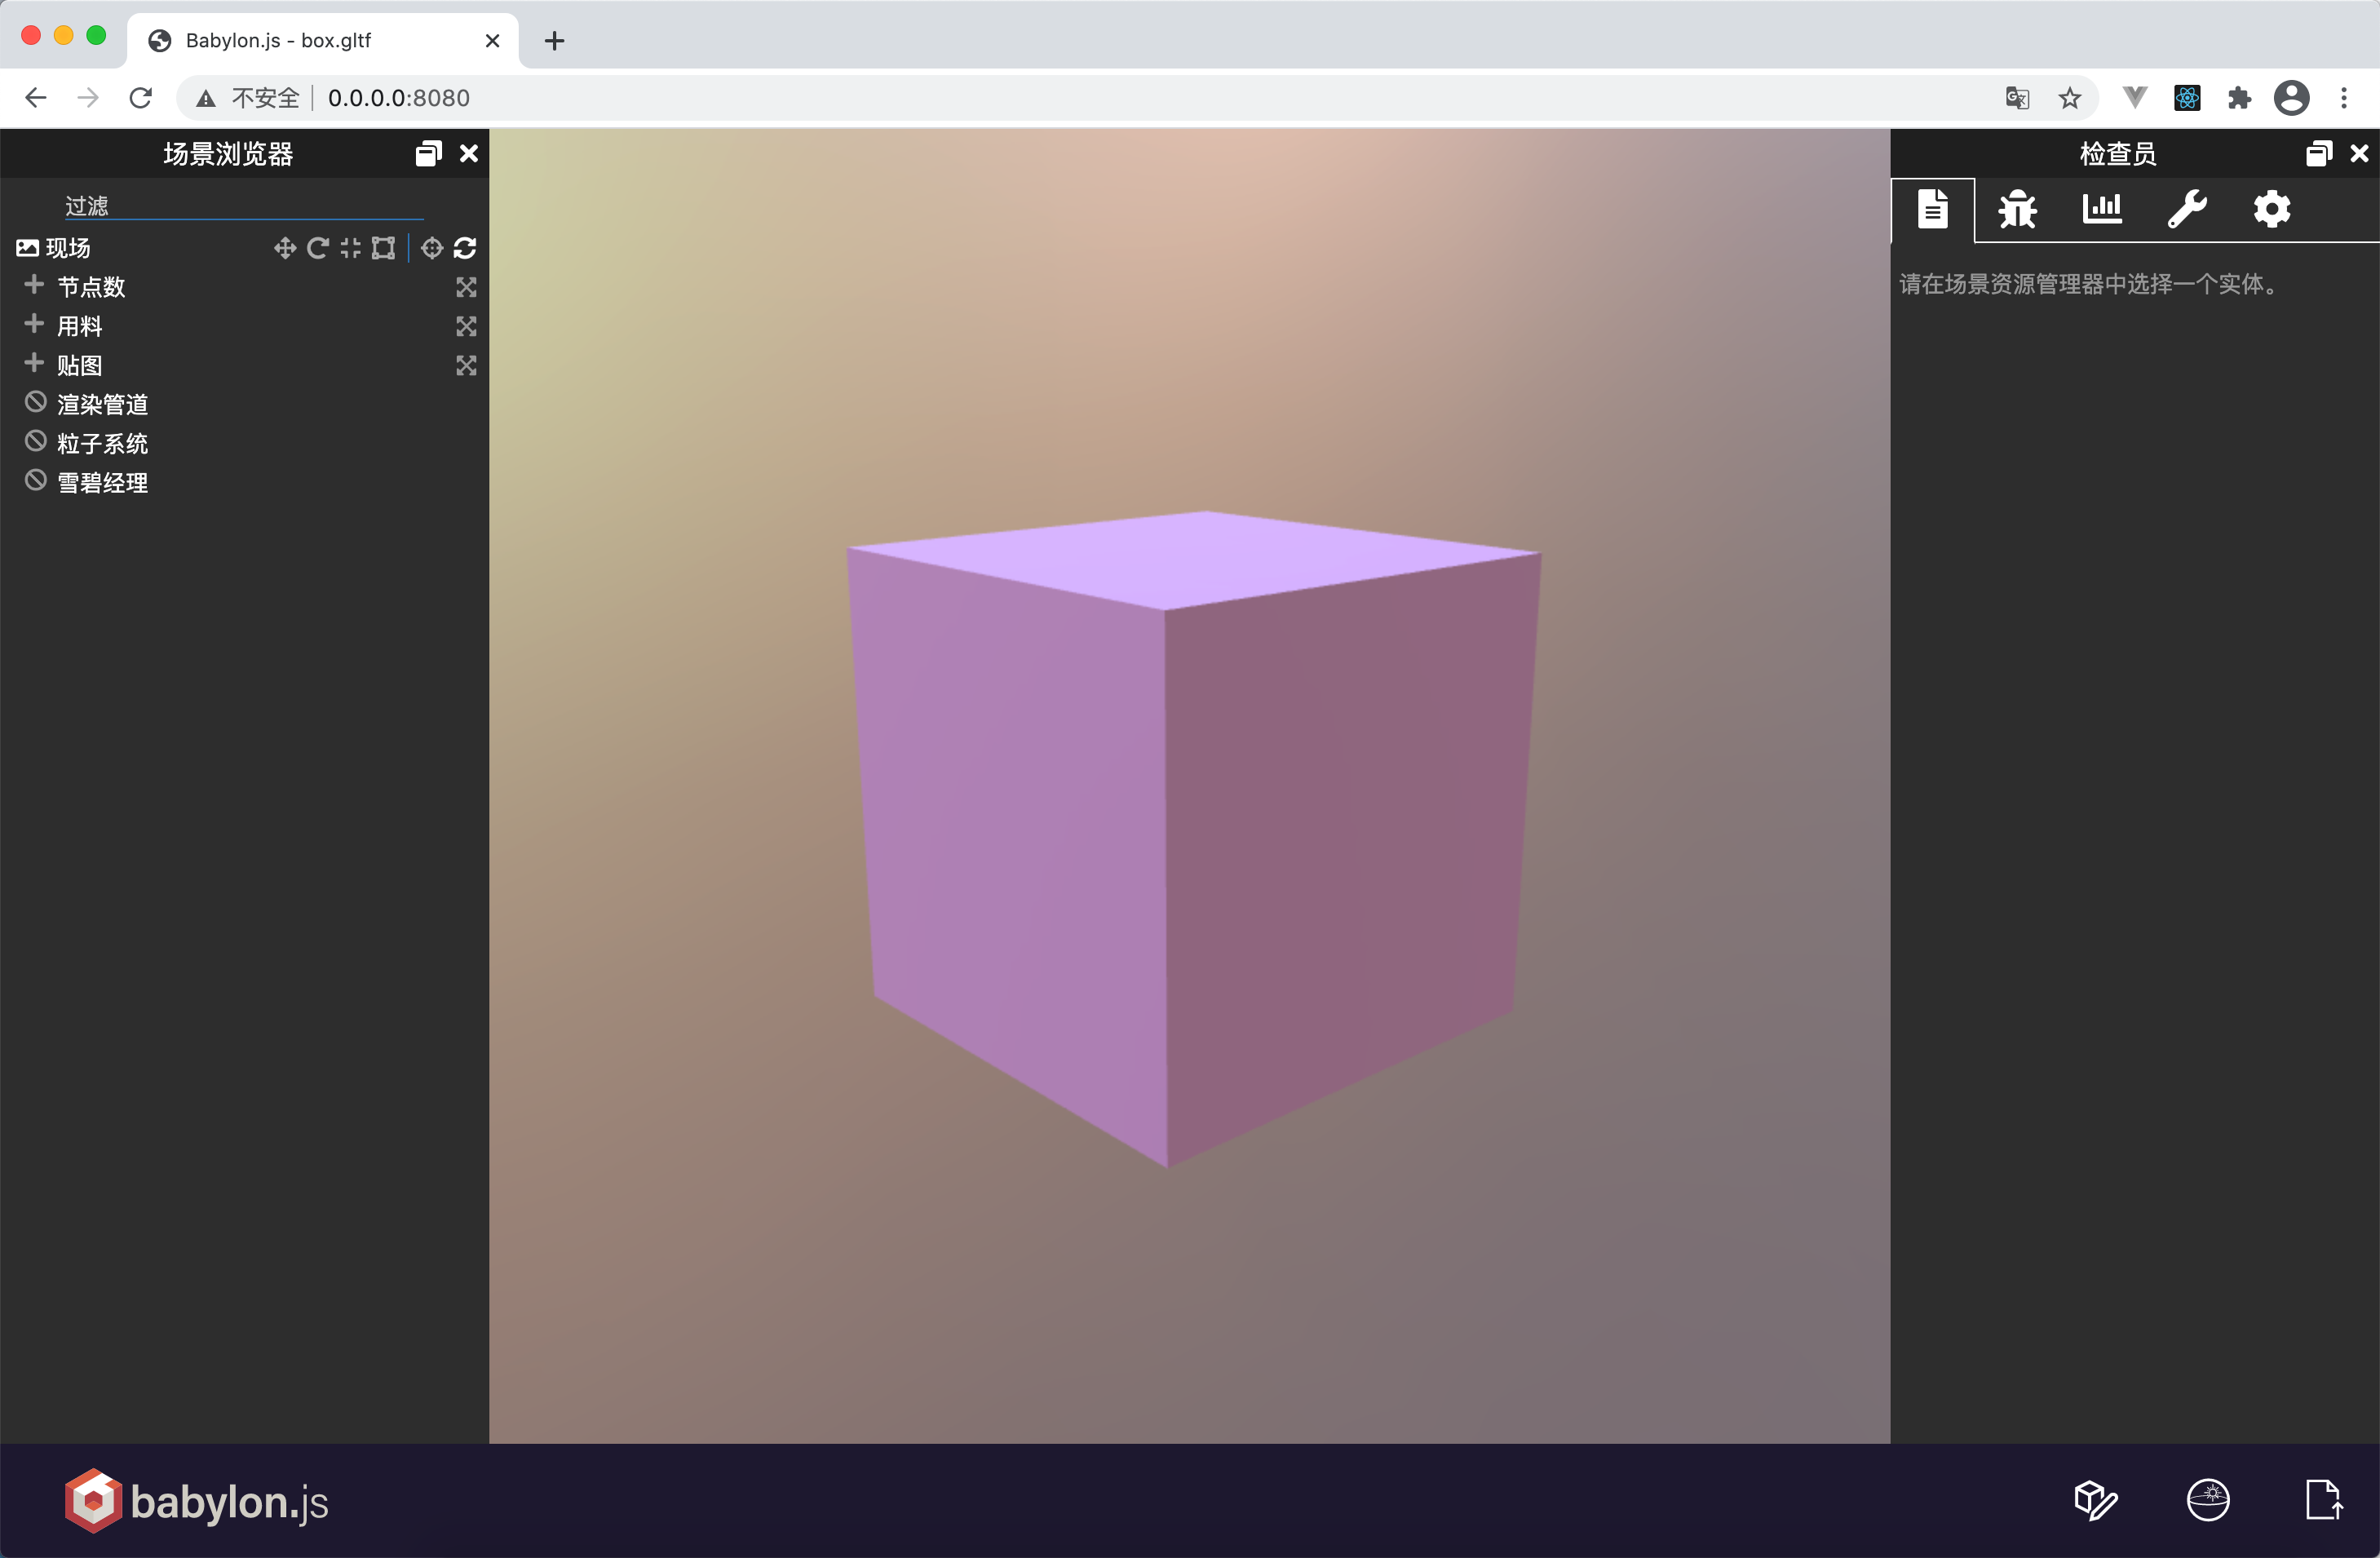 Babylon.js - box.gltf
不安全 0.0.0.0:8080
场景浏览器
过滤
现场
节点数
用料
贴图
渲染管道
粒子系统
雪碧经理
检查员
请在场景资源管理器中选择一个实体。
babylon.js